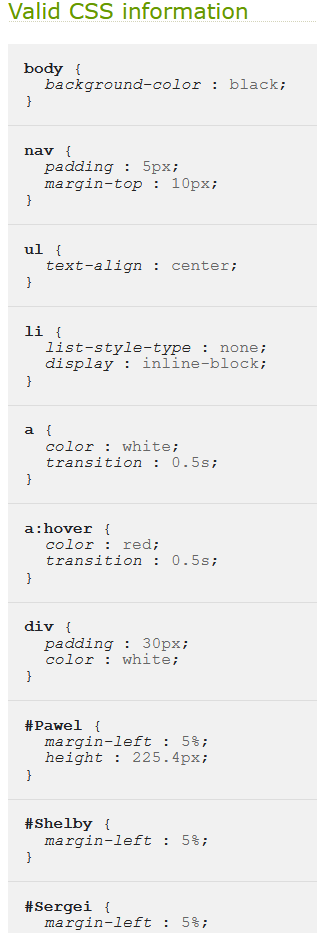 Valid CSS information
body {
background-color : black;
}
nav {
padding : 5px;
margin-top : 10px;
}
ul {
text-align : center;
}
li {
list-style-type : none;
display : inline-block;
}
a {
color : white;
transition : 0.5s;
}
a:hover {
color : red;
transition : 0.5s;
}
div {
padding : 30px;
color : white;
}
#Pawel {
margin-left : 5%;
height : 225.4px;
}
#Shelby {
margin-left : 5%;
}
#Sergei {
margin-left : 5%;